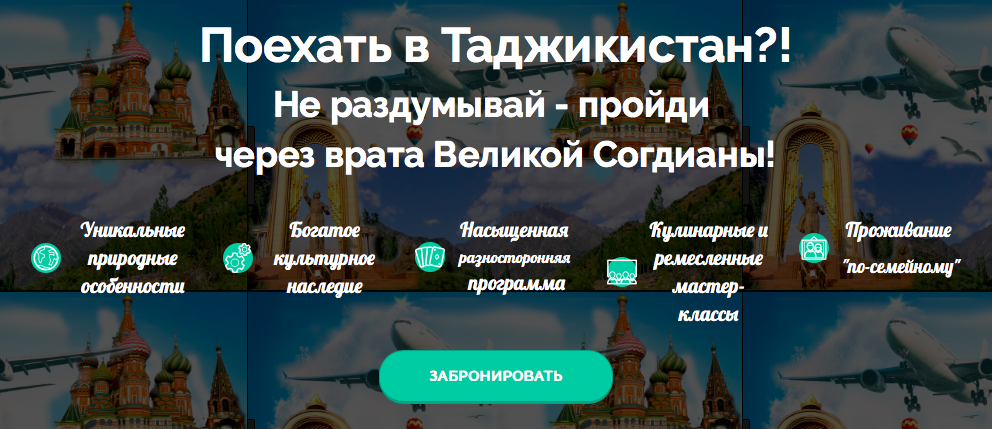 Поехать в Таджикистан?!
Не раздумывай - пройди
через врата Великой Согдианы!
Уникальные
природные
особенности
Богатое
культурное
наследие
Насыщенная
разносторонняя
программа
Кулинарные и
ремесленные
мастер-
классы
Проживание
"по-семейному"
ЗАБРОНИРОВАТЬ